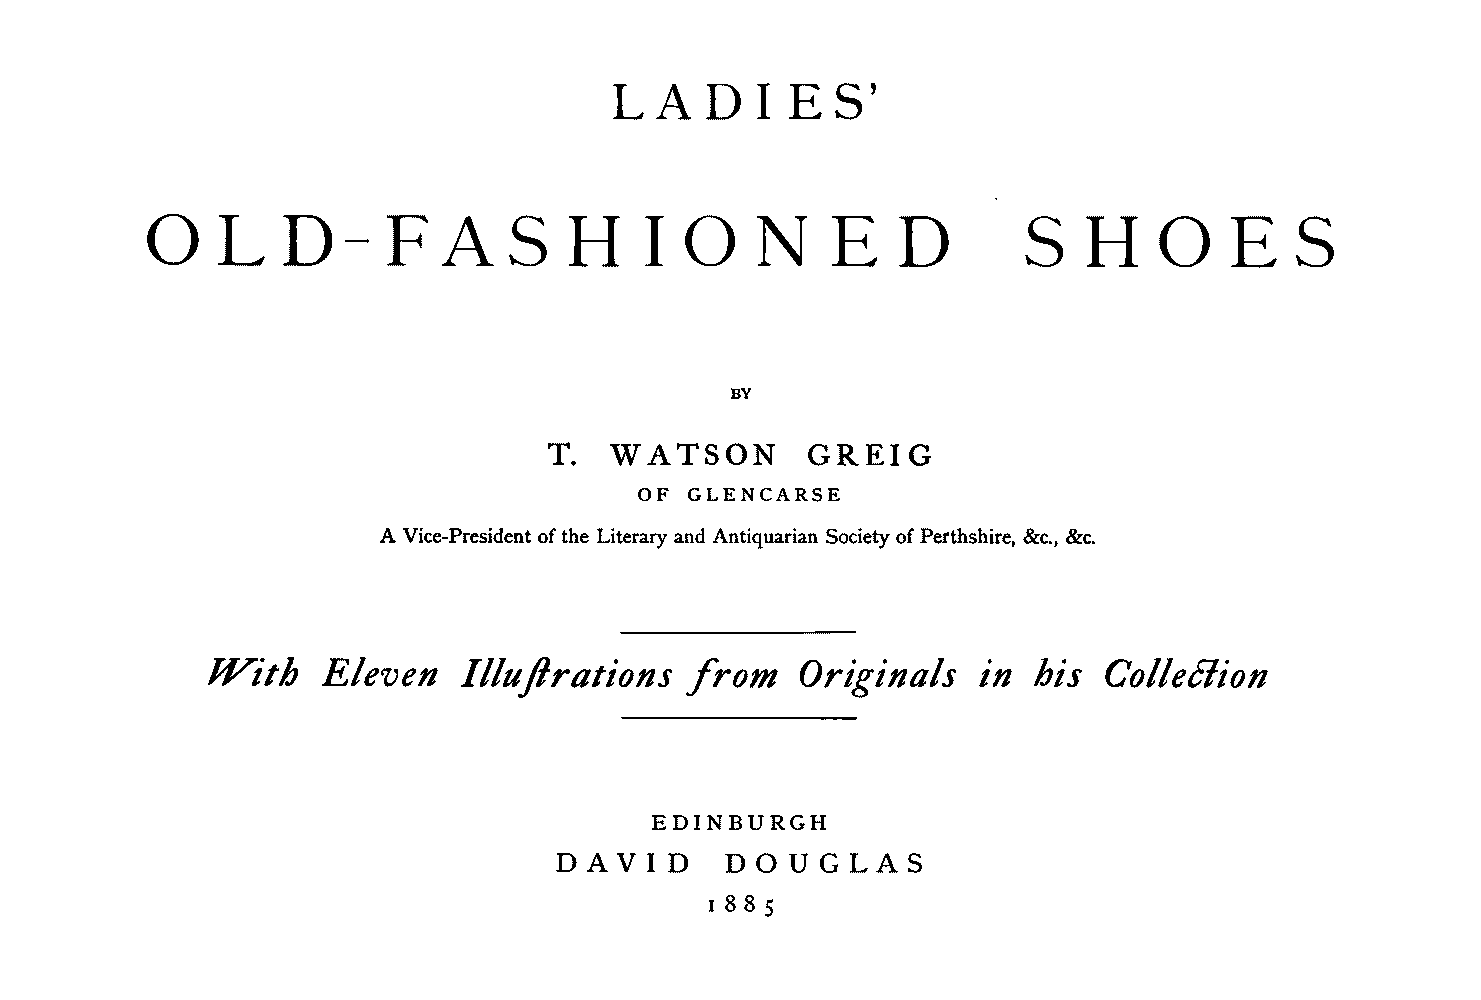 LADIES'
OLD-FASHIONED SHOES
BY
T. WATSON GREIG
OF GLENCARSE
A Vice-President of the Literary and Antiquarian Society of Perthshire, &c., &c.
With Eleven Illuſtrations from Originals in his Collection
EDINBURGH
DAVID DOUGLAS
1885